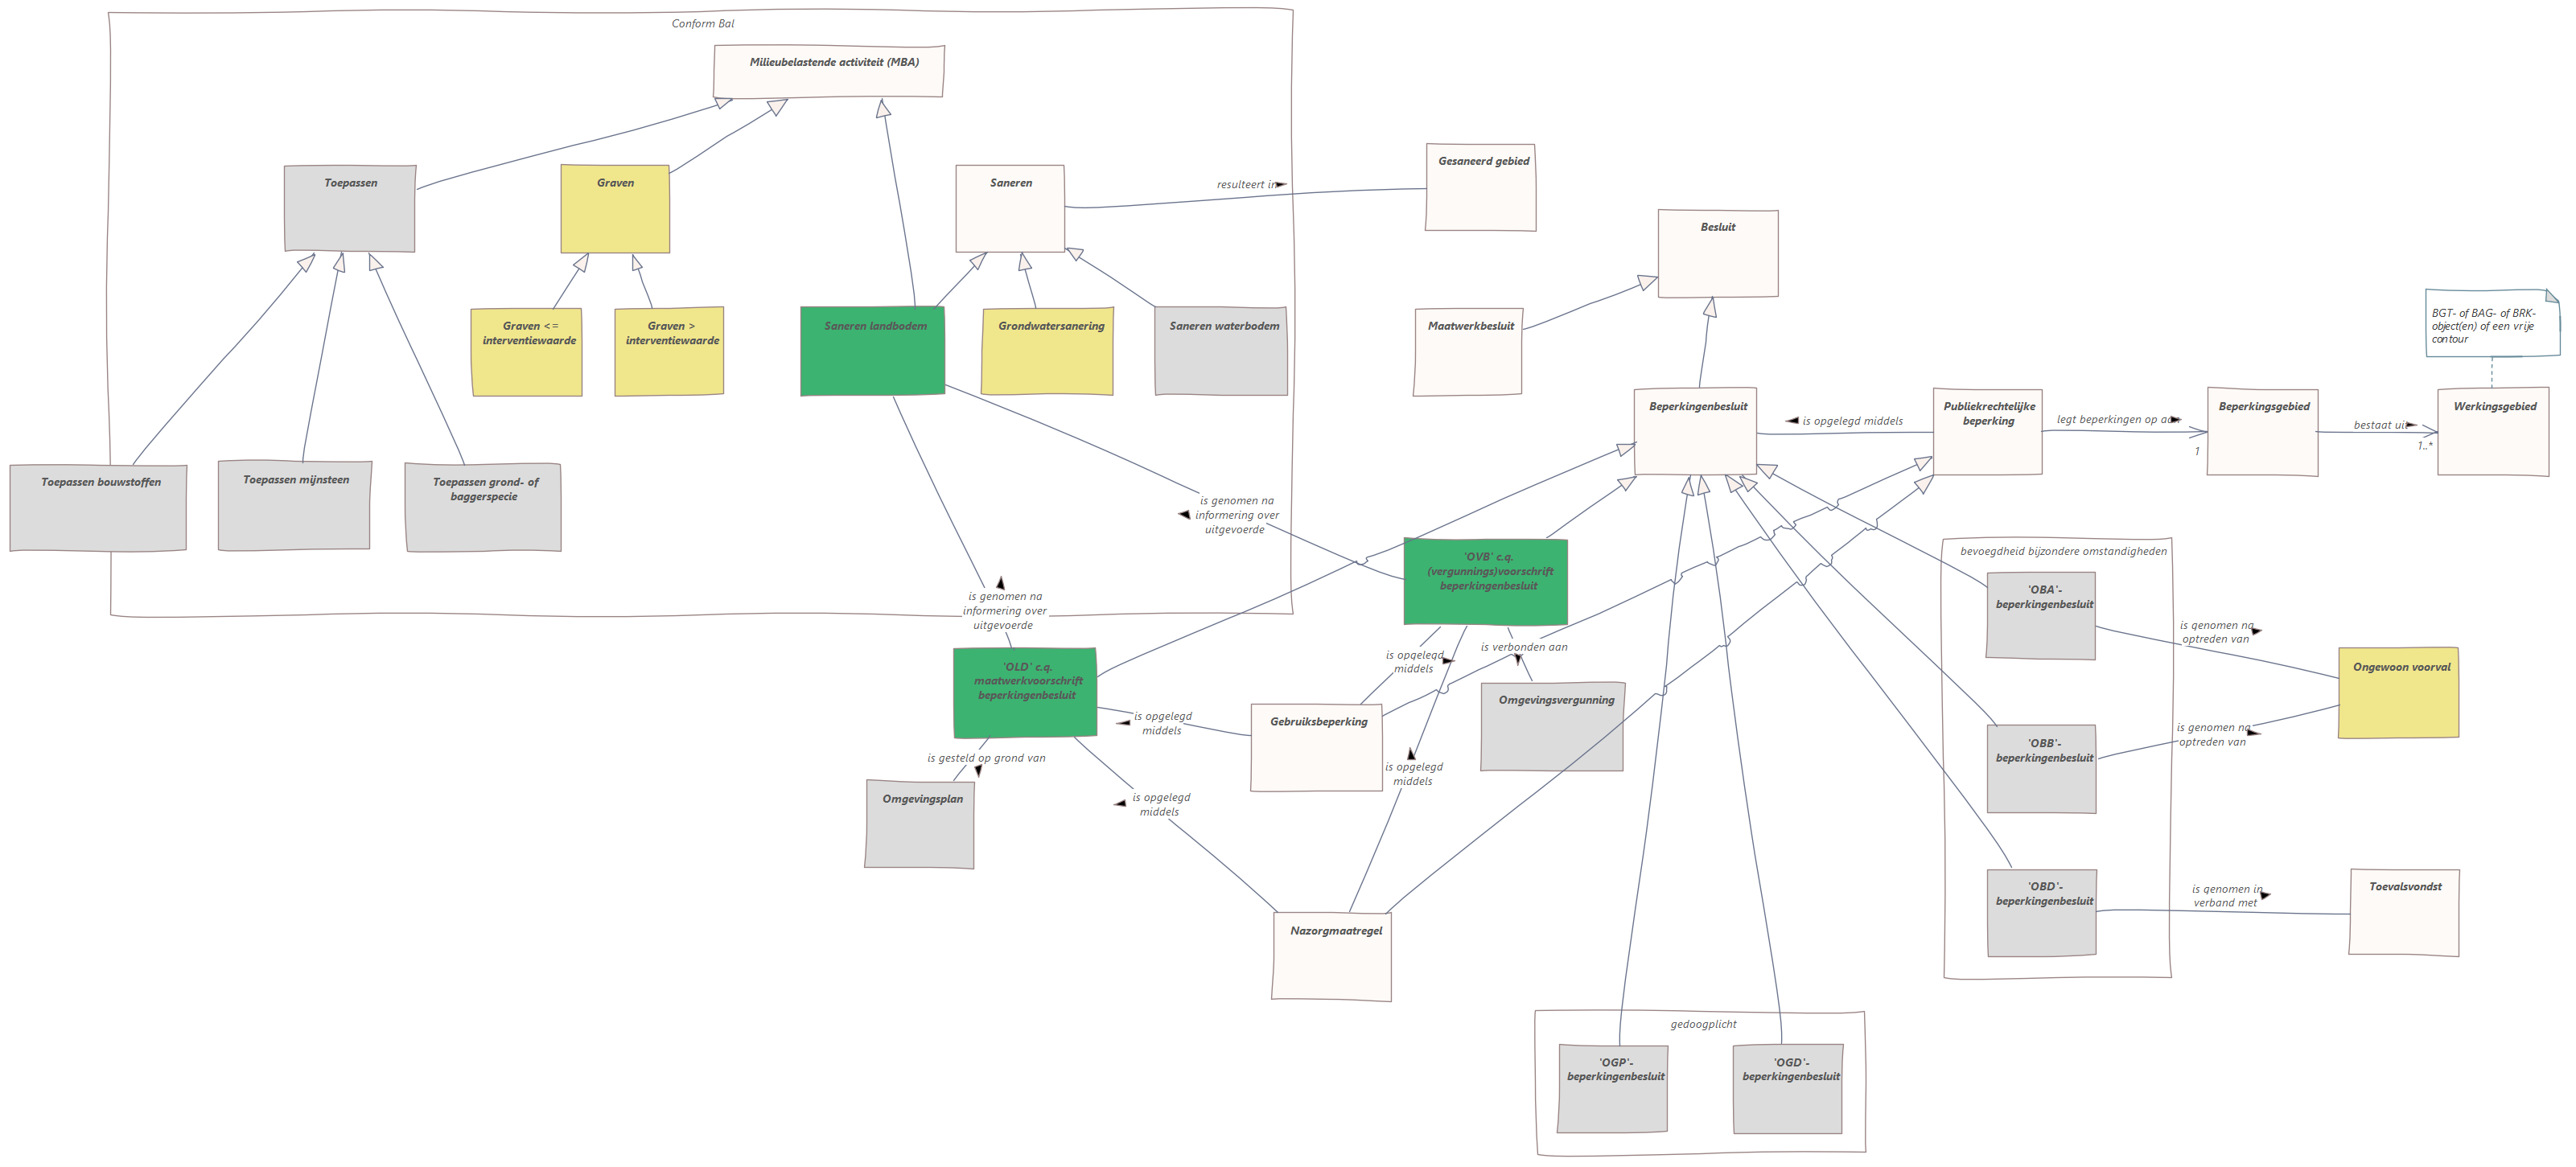 Conform Bal
Milieubelastende activiteit (MBA)
Toepassen
Graven
Saneren
resulteert in
Gesaneerd gebied
Besluit
Graven <=
interventiewaarde
Graven >
interventiewaarde
Saneren landbodem
Grondwatersanering
Saneren waterbodem
Maatwerkbesluit
BGT- of BAG- of BRK-
object(en) of een vrije
contour
Beperkingenbesluit
is opgelegd middels
Publiekrechtelijke
beperking
legt beperkingen op aan
1
Beperkingsgebied
bestaat uit
1..*
Werkingsgebied
Toepassen bouwstoffen
Toepassen mijnsteen
Toepassen grond- of
baggerspecie
is genomen na
informering over
uitgevoerde
is genomen na
informering over
uitgevoerde
'OVB' c.q.
(vergunnings)voorschrift
beperkingenbesluit
bevoegdheid bijzondere omstandigheden
'OBA'-
beperkingenbesluit
is genomen na
optreden van
Ongewoon voorval
'OLD' c.q.
maatwerkvoorschrift
beperkingenbesluit
is opgelegd
middels
is verbonden aan
Omgevingsvergunning
is opgelegd
middels
Gebruiksbeperking
'OBB'-
beperkingenbesluit
is genomen na
optreden van
is gesteld op grond van
Omgevingsplan
is opgelegd
middels
is opgelegd
middels
'OBD'-
beperkingenbesluit
is genomen in
verband met
Toevalsvondst
Nazorgmaatregel
gedoogplicht
'OGP'-
beperkingenbesluit
'OGD'-
beperkingenbesluit